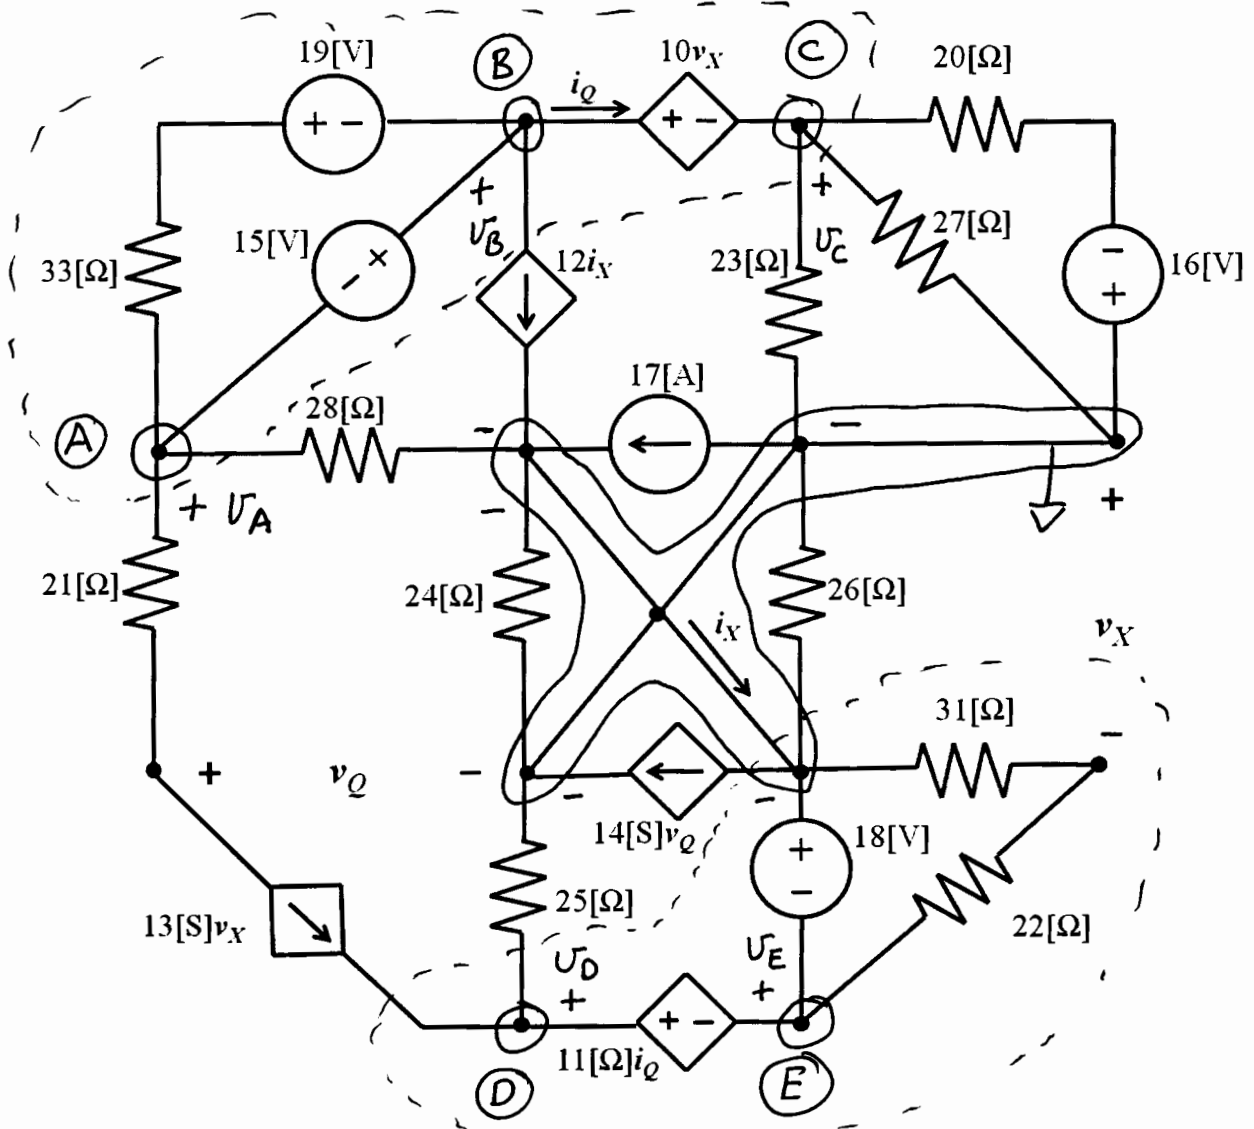 19[V]
B
i_Q
10v_X
C
20[Ω]
+ -
+ -
33[Ω]
15[V]
+
-
+
v_B
12i_X
+
v_C
23[Ω]
27[Ω]
-
+
16[V]
A
28[Ω]
-
17[A]
-
+ v_A
-
+
21[Ω]
24[Ω]
26[Ω]
i_X
v_X
31[Ω]
-
+
v_Q
-
-
14[S]v_Q
-
18[V]
+
-
13[S]v_X
25[Ω]
22[Ω]
v_D
+
v_E
+
+ -
11[Ω]i_Q
D
E